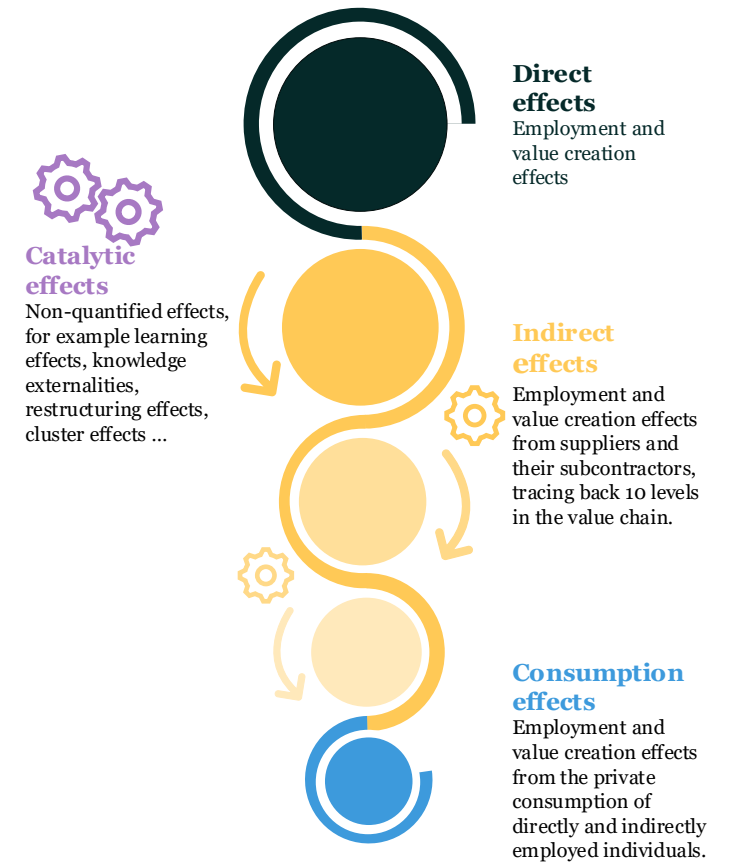 Direct
effects
Employment and
value creation
effects
Catalytic
effects
Non-quantified effects,
for example learning
effects, knowledge
externalities,
restructuring effects,
cluster effects ...
Indirect
effects
Employment and
value creation effects
from suppliers and
their subcontractors,
tracing back 10 levels
in the value chain.
Consumption
effects
Employment and
value creation effects
from the private
consumption of
directly and indirectly
employed individuals.